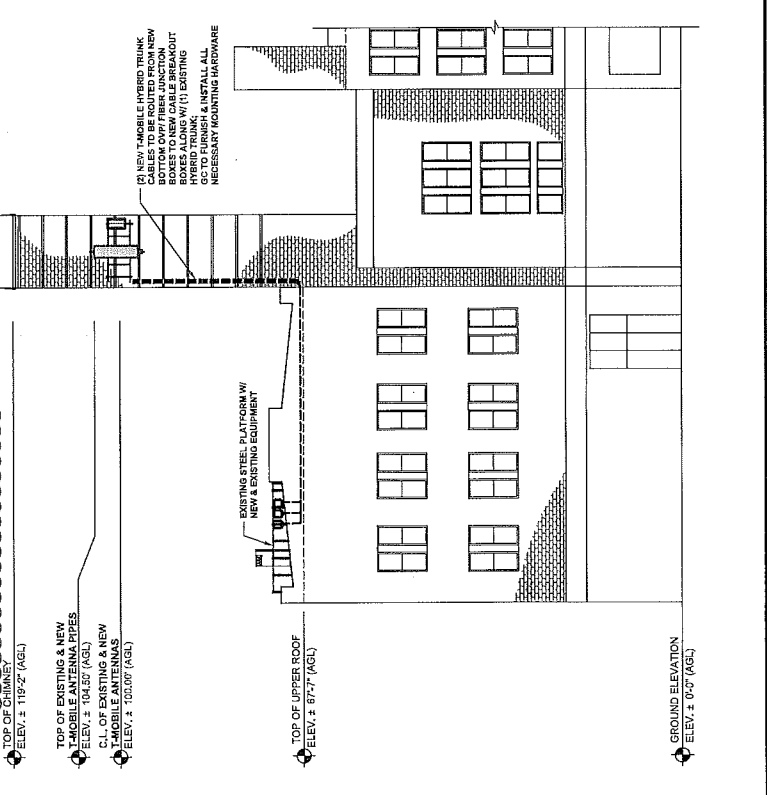 TOP OF CHIMNEY
ELEV. ± 119'-2" (AGL)
TOP OF EXISTING & NEW
T-MOBILE ANTENNA PIPES
ELEV. ± 104.50' (AGL)
C.L. OF EXISTING & NEW
T-MOBILE ANTENNAS
ELEV. ± 100.00' (AGL)
(2) NEW T-MOBILE HYBRID TRUNK
CABLES TO BE ROUTED FROM NEW
BOTTOM OVP/ FIBER JUNCTION
BOXES TO NEW CABLE BREAKOUT
BOXES ALONG W/ (1) EXISTING
HYBRID TRUNK;
GC TO FURNISH & INSTALL ALL
NECESSARY MOUNTING HARDWARE
EXISTING STEEL PLATFORM W/
NEW & EXISTING EQUIPMENT
TOP OF UPPER ROOF
ELEV. ± 67'-7" (AGL)
GROUND ELEVATION
ELEV. ± 0'-0" (AGL)